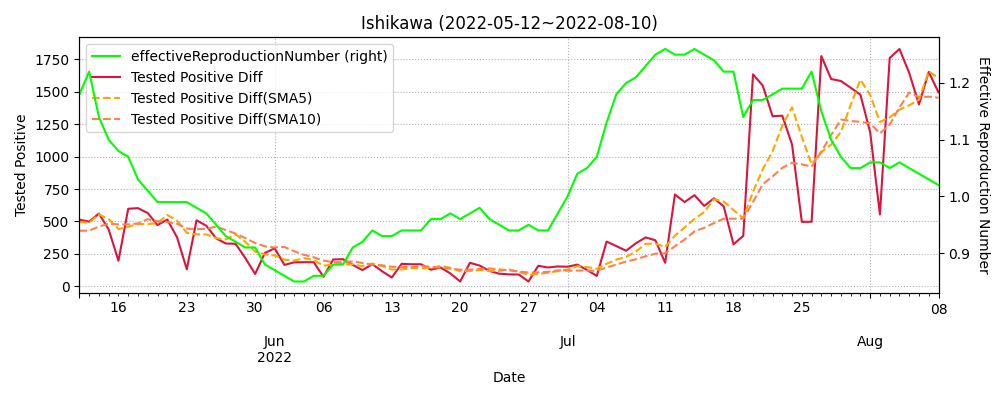 Ishikawa (2022-05-12~2022-08-10)
effectiveReproductionNumber (right)
Tested Positive Diff
Tested Positive Diff(SMA5)
Tested Positive Diff(SMA10)
Tested Positive
1750
1500
1250
1000
750
500
250
0
Effective Reproduction Number
1.2
1.1
1.0
0.9
16 23 30 06 13 20 27 04 11 18 25 08
Jun Jul Aug
2022
Date